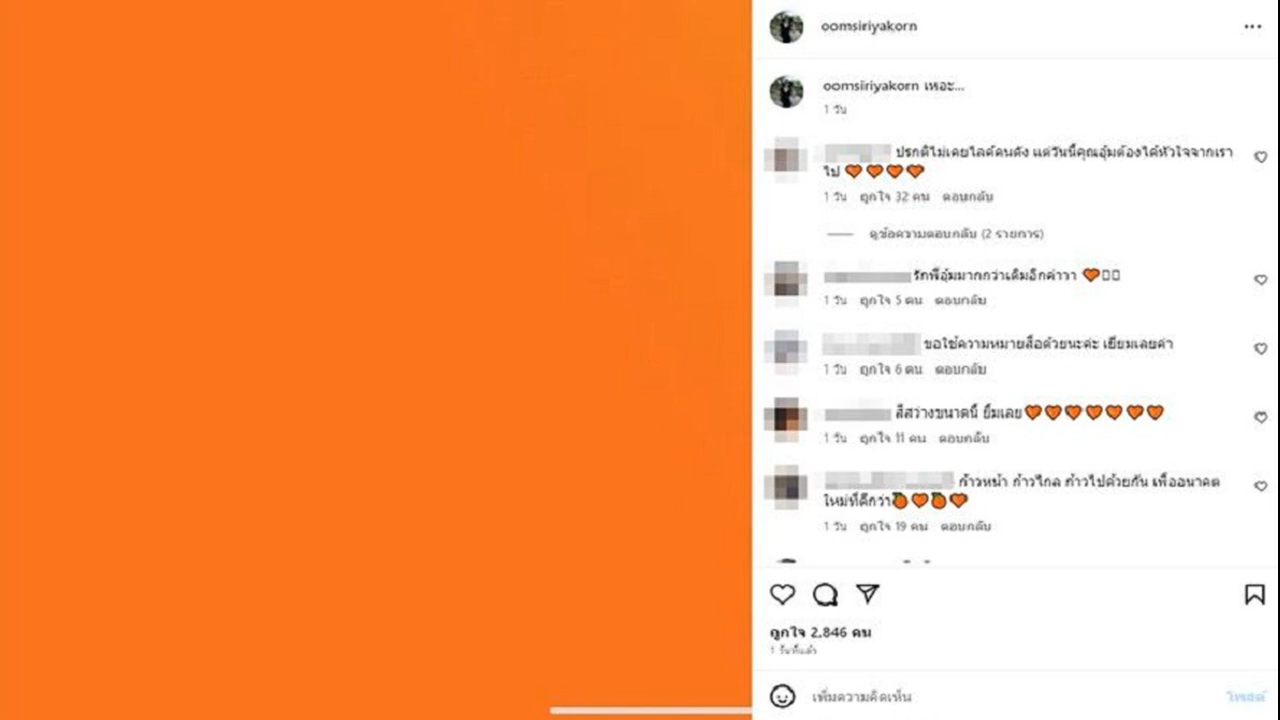 oomsiriyakorn
oomsiriyakorn เหอะ...
1 วัน
ปรกติไม่เคยไลค์คนดัง แต่วันนี้คุณอุ้มต้องได้หัวใจจากเรา
ไป 🧡🧡🧡🧡
1 วัน ถูกใจ 32 คน ตอบกลับ
ดูข้อความตอบกลับ (2 รายการ)
รักพี่อุ้มมากกว่าเดิมอีกค่าาา 🧡
1 วัน ถูกใจ 5 คน ตอบกลับ
ขอใช้ความหมายสื่อด้วยนะคะ เยี่ยมเลยค่า
1 วัน ถูกใจ 6 คน ตอบกลับ
สีสว่างขนาดนี้ ยิ้มเลย🧡🧡🧡🧡🧡🧡🧡
1 วัน ถูกใจ 11 คน ตอบกลับ
ก้าวหน้า ก้าวไกล ก้าวไปด้วยกัน เพื่ออนาคต
ใหม่ที่ดีกว่า🍊🧡🍊🧡
1 วัน ถูกใจ 19 คน ตอบกลับ
ถูกใจ 2,846 คน
1 วันที่แล้ว
เพิ่มความคิดเห็น
โพสต์